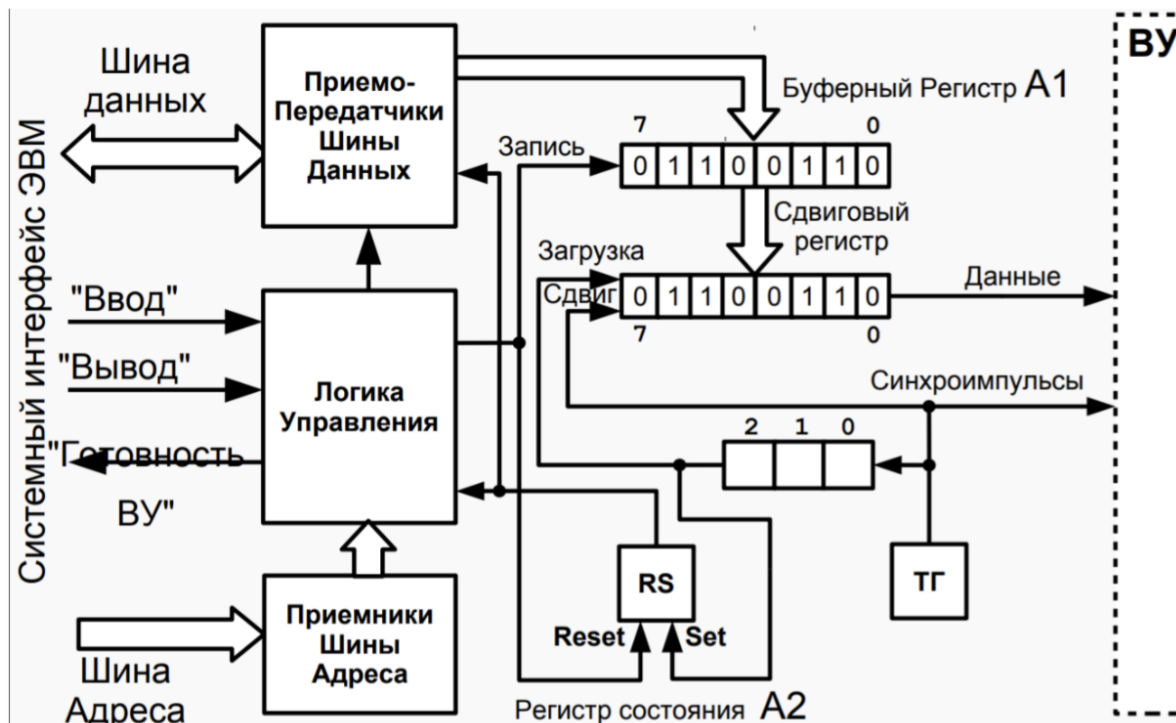 ВУ
Шина
данных
Приемо-
Передатчики
Шины
Данных
Буферный Регистр A1
7 0
Запись
0 1 1 0 0 1 1 0
Сдвиговый
регистр
Загрузка
Сдвиг
0 1 1 0 0 1 1 0
7 0
Данные
Системный интерфейс ЭВМ
"Ввод"
"Вывод"
"Готовность
ВУ"
Логика
Управления
Синхроимпульсы
2 1 0
RS
ТГ
Reset
Set
Приемники
Шины
Адреса
Шина
Адреса
Регистр состояния A2